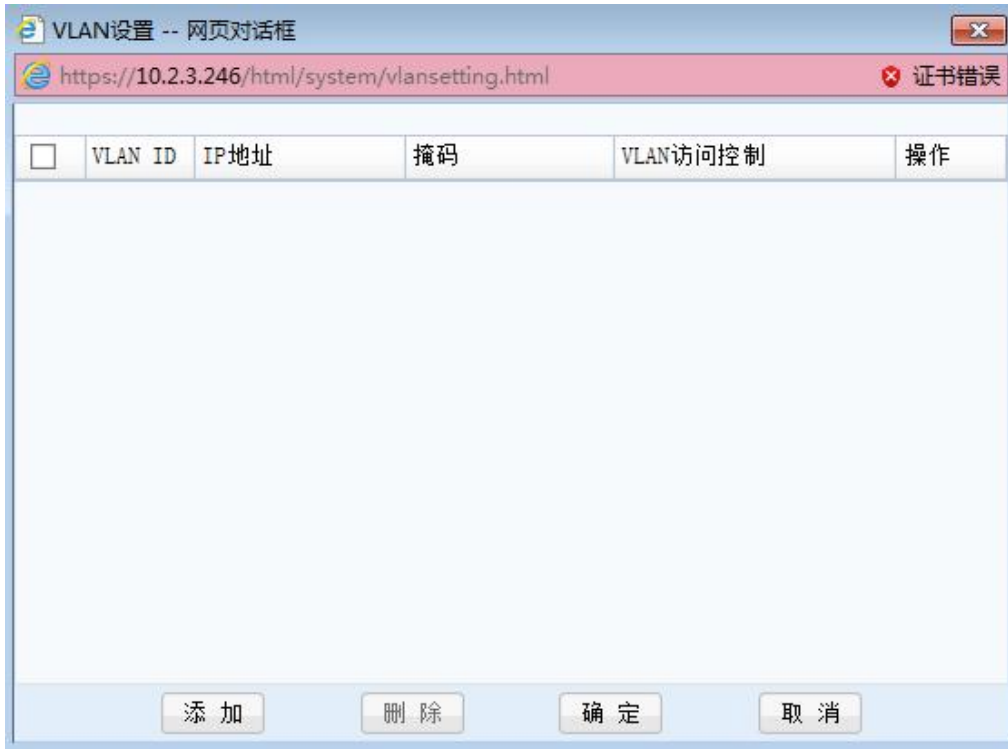 VLAN设置 -- 网页对话框
https://10.2.3.246/html/system/vlansetting.html 证书错误
VLAN ID IP地址 掩码 VLAN访问控制 操作
添 加 删 除 确 定 取 消